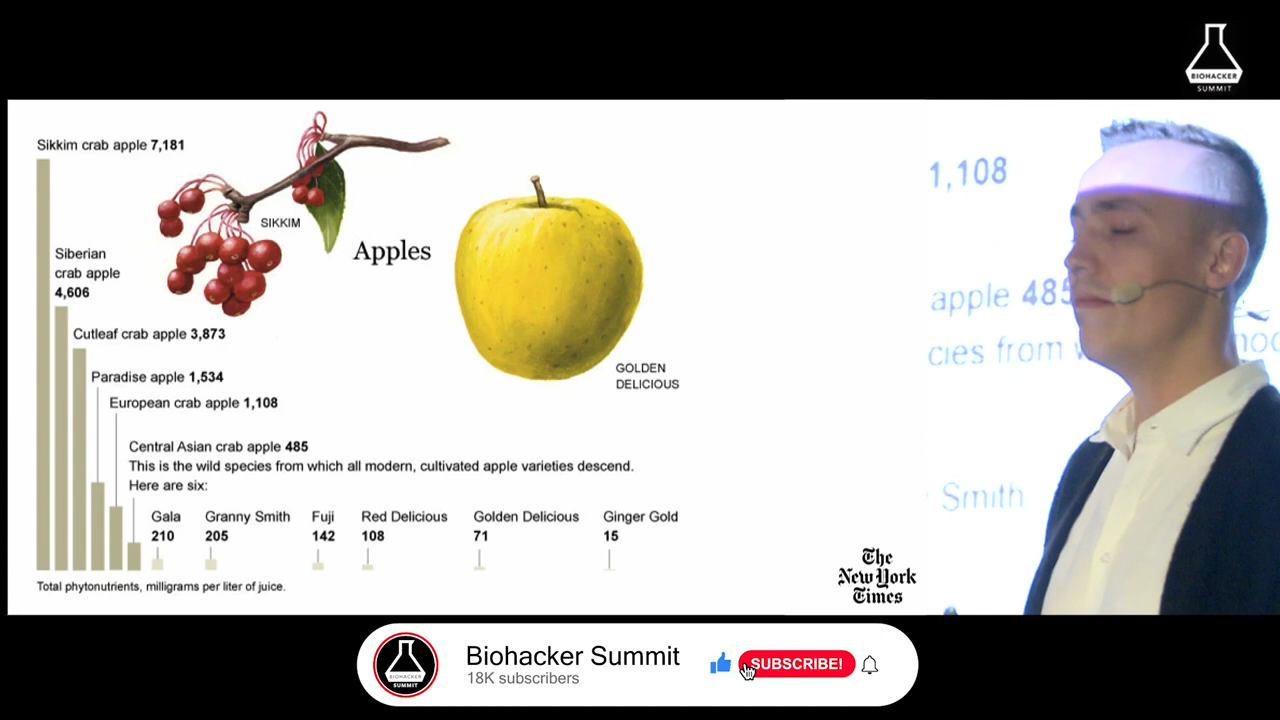 BIOHACKER
SUMMIT
Sikkim crab apple 7,181
SIKKIM
Apples
Siberian
crab apple
4,606
Cutleaf crab apple 3,873
Paradise apple 1,534
European crab apple 1,108
GOLDEN
DELICIOUS
Central Asian crab apple 485
This is the wild species from which all modern, cultivated apple varieties descend.
Here are six:
Gala
210
Granny Smith
205
Fuji
142
Red Delicious
108
Golden Delicious
71
Ginger Gold
15
Total phytonutrients, milligrams per liter of juice.
The
New York
Times
1,108
apple 485
cies from
Smith
BIOHACKER
SUMMIT
Biohacker Summit
18K subscribers
SUBSCRIBE!